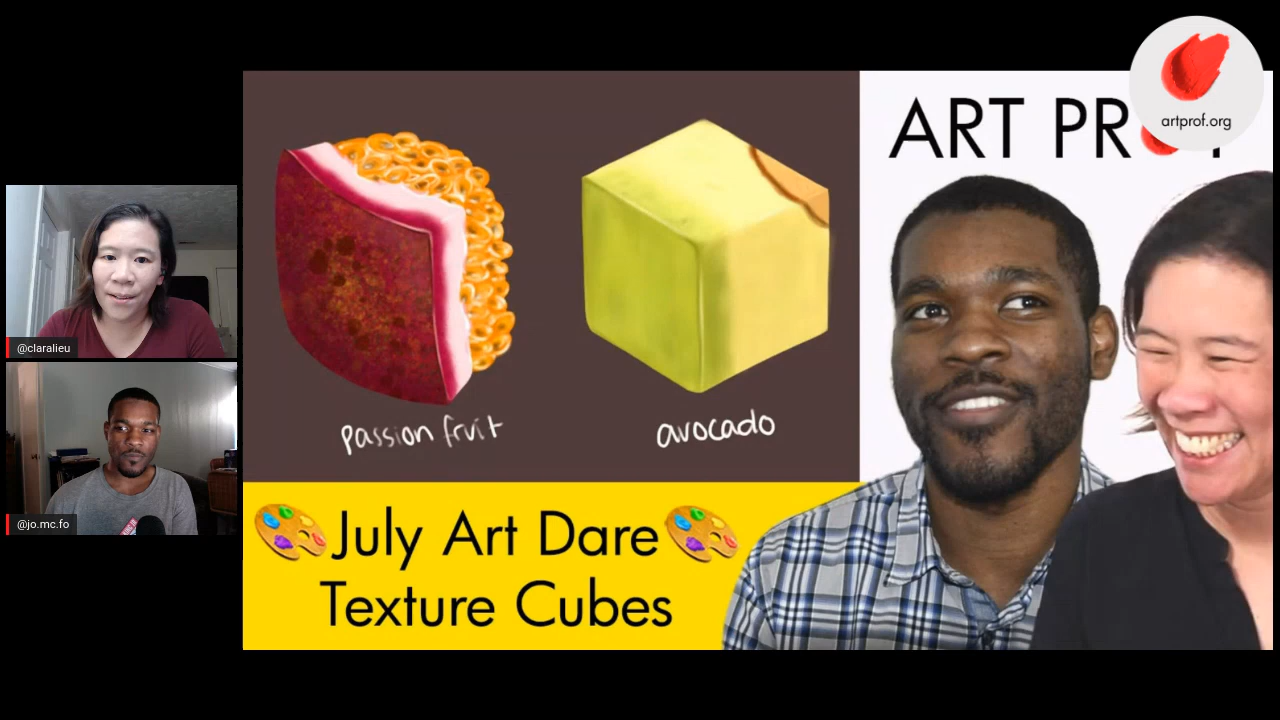 artprof.org
ART PR
@claralieu
passion fruit
avocado
@jo.mc.fo
July Art Dare
Texture Cubes